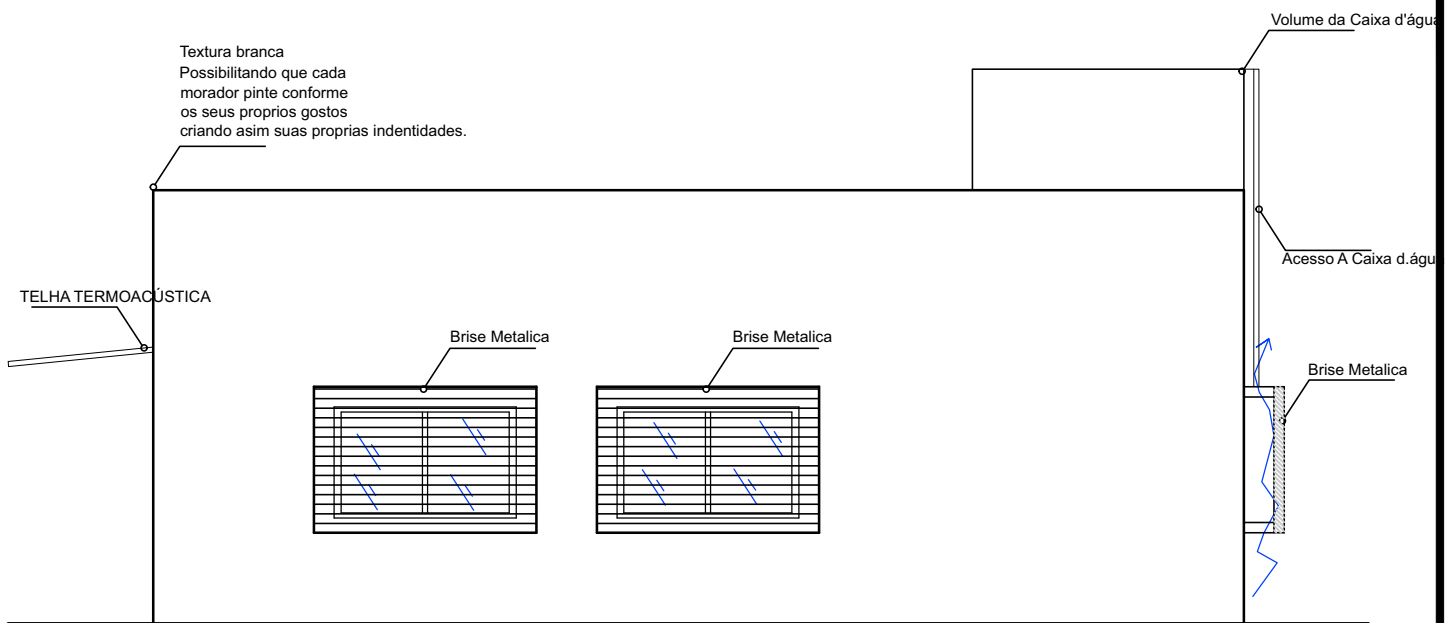 Volume da Caixa d'água
Textura branca
Possibilitando que cada
morador pinte conforme
os seus proprios gostos
criando asim suas proprias indentidades.
Acesso A Caixa d.água
TELHA TERMOACÚSTICA
Brise Metalica
Brise Metalica
Brise Metalica